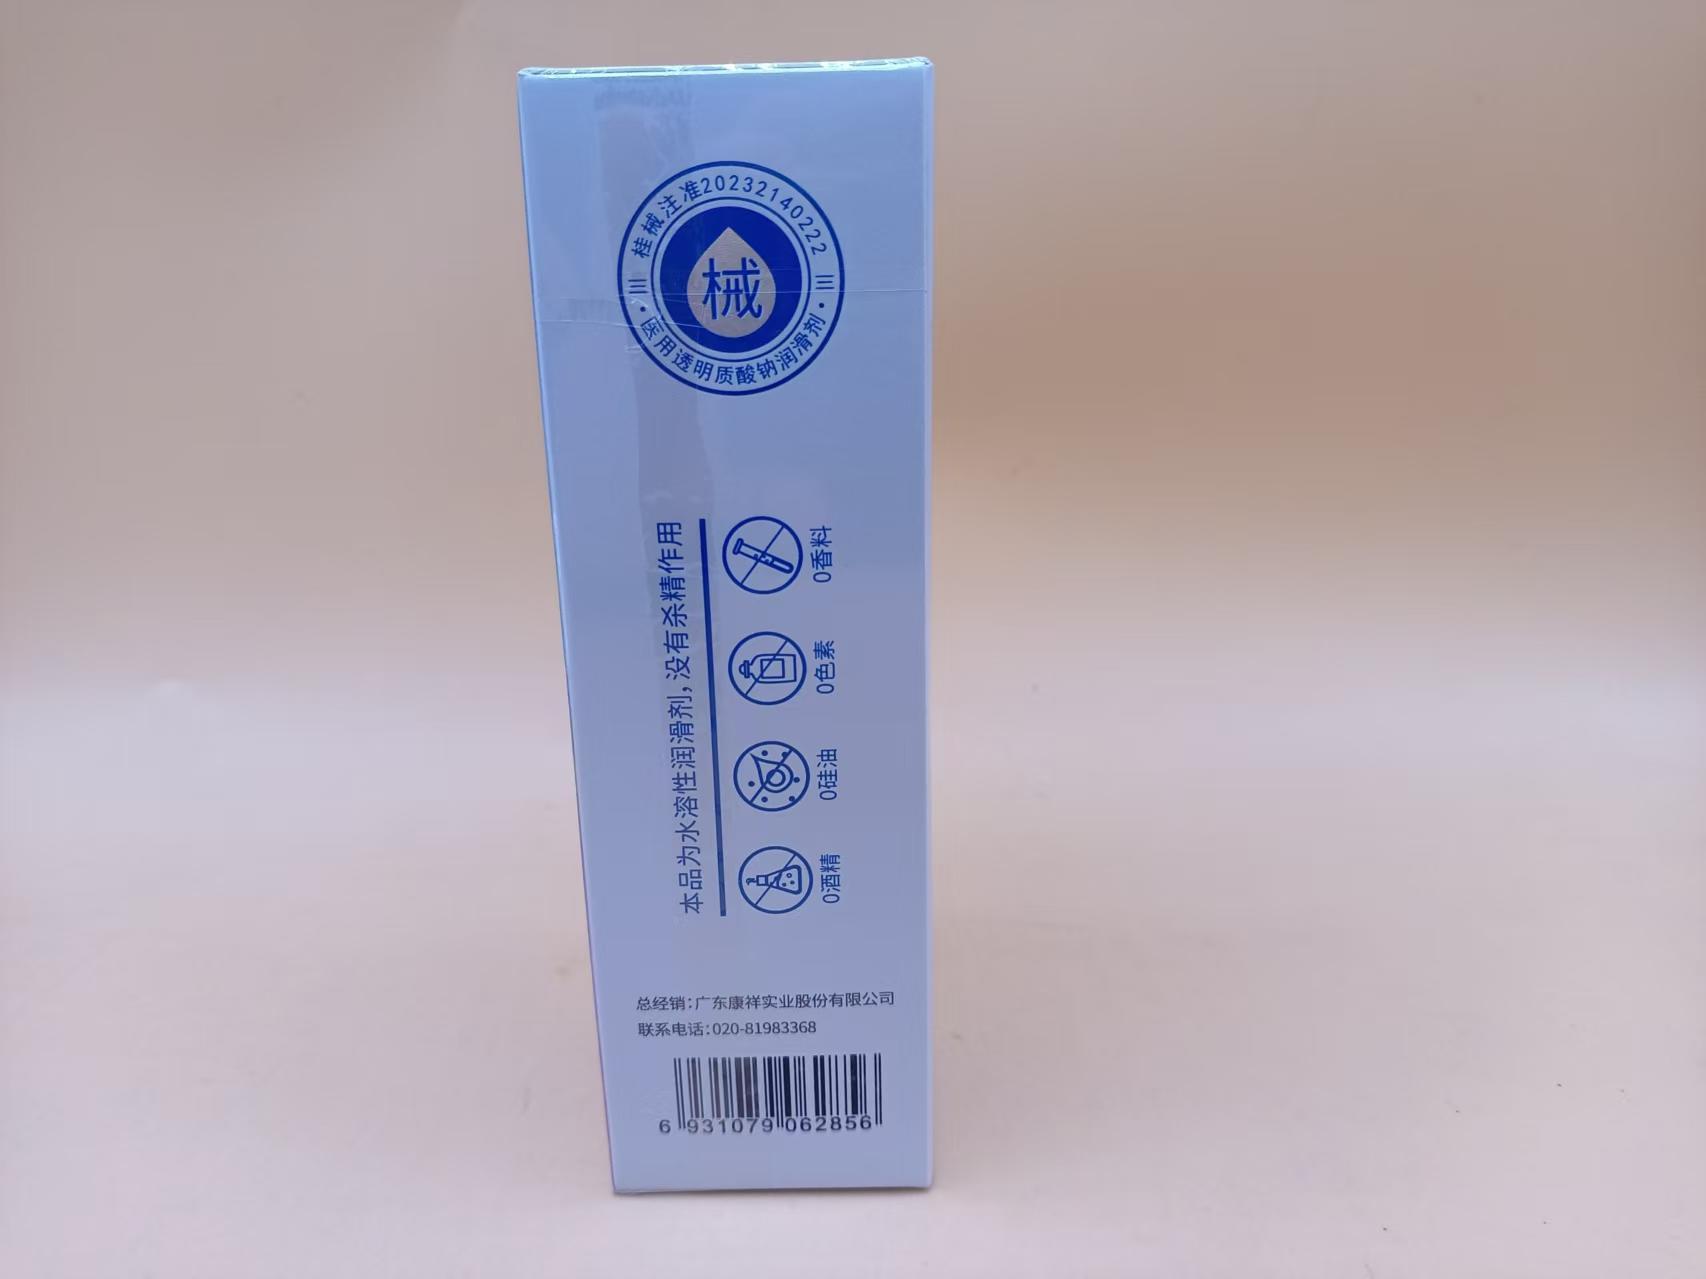 桂械注准20232140222
械
医用透明质酸钠润滑剂
本品为水溶性润滑剂，没有杀精作用
0酒精
0硅油
0色素
0香料
总经销：广东康祥实业股份有限公司
联系电话：020-81983368
6 931079 062856